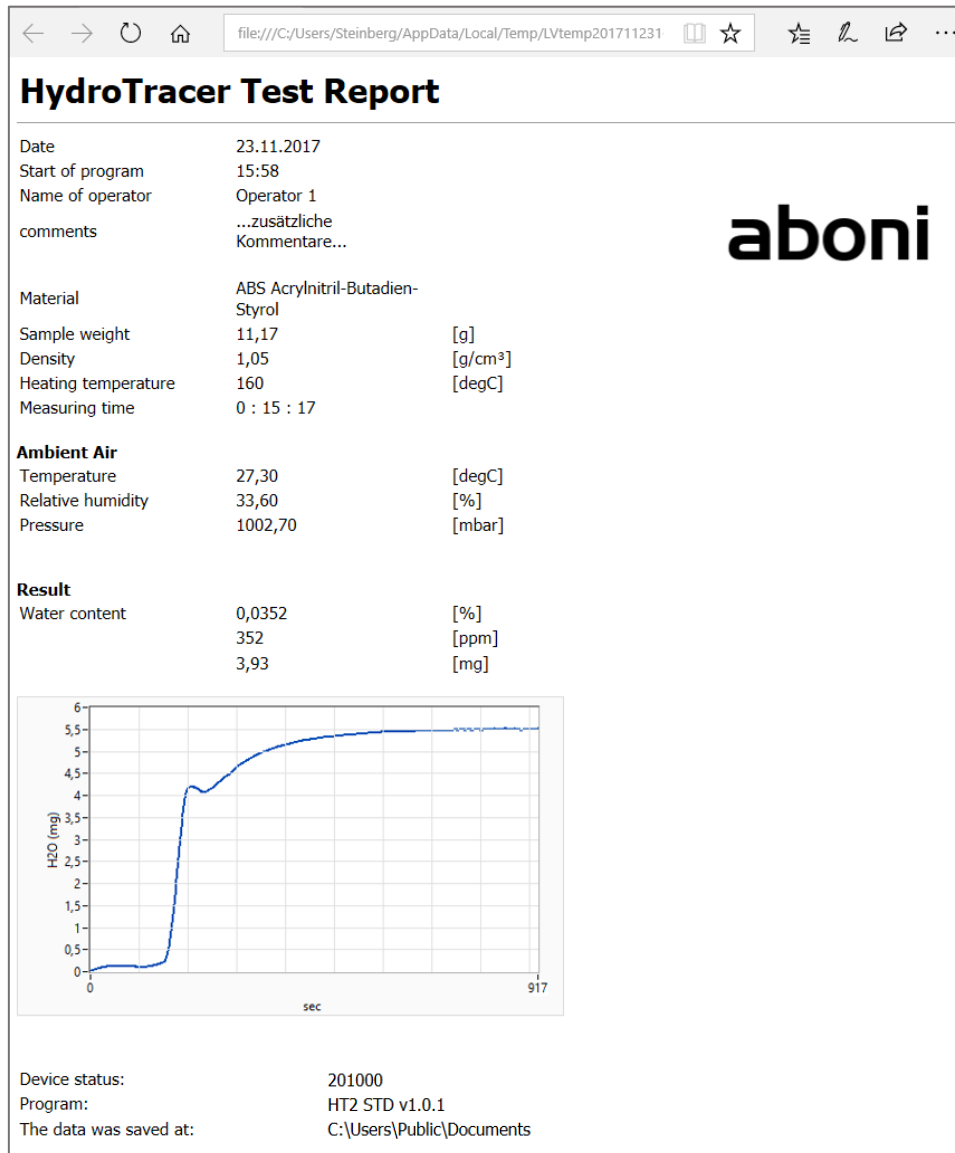 file:///C:/Users/Steinberg/AppData/Local/Temp/LVtemp201711231
HydroTracer Test Report
Date 23.11.2017
Start of program 15:58
Name of operator Operator 1
comments ...zusätzliche
Kommentare...
aboni
Material ABS Acrylnitril-Butadien-
Styrol
Sample weight 11,17 [g]
Density 1,05 [g/cm³]
Heating temperature 160 [degC]
Measuring time 0 : 15 : 17
Ambient Air
Temperature 27,30 [degC]
Relative humidity 33,60 [%]
Pressure 1002,70 [mbar]
Result
Water content 0,0352 [%]
352 [ppm]
3,93 [mg]
6
5,5
5
4,5
4
3,5
3
2,5
2
1,5
1
0,5
0
H2O (mg)
0 917
sec
Device status: 201000
Program: HT2 STD v1.0.1
The data was saved at: C:\Users\Public\Documents